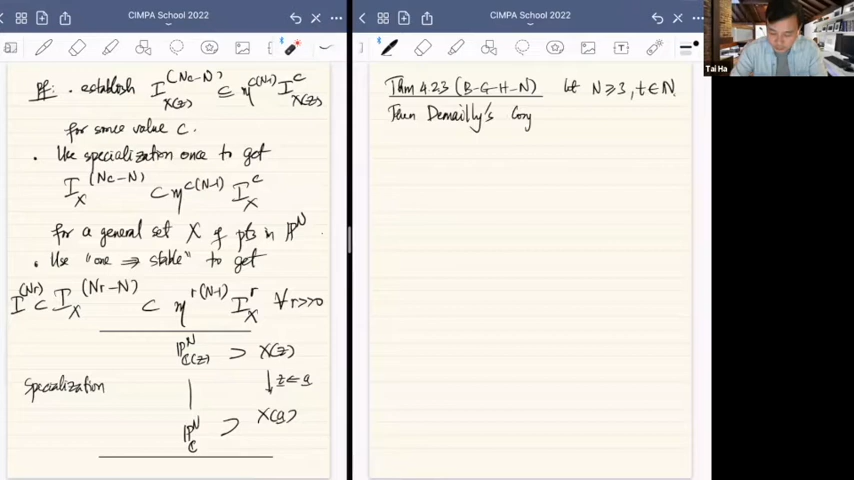 CIMPA School 2022
Pf: · establish I_{X(z)}^{(Nc-N)} ⊆ m^{c(N-1)} I_{X(z)}^c
for some value c.
· Use specialization once to get
I_X^{(Nc-N)} ⊂ m^{c(N-1)} I_X^c
for a general set X of pts in P^N
· Use "one ⇒ stable" to get
I^{(Nr)} ⊂ I_X^{(Nr-N)} ⊂ m^{r(N-1)} I_X^r ∀ r>>0
P^N_{C(z)} ⊃ X(z)
Specialization ↓ z ← a
P^N_C ⊃ X(a)
CIMPA School 2022
Thm 4.23 (B-G-H-N) Let N ≥ 3, t ∈ N.
Then Demailly's Conj
Tai Ha